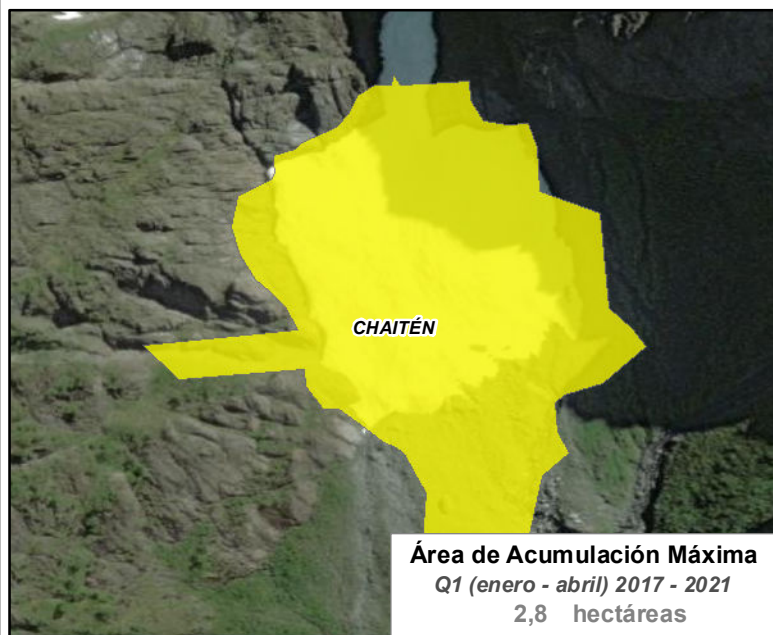 CHAITÉN
Área de Acumulación Máxima
Q1 (enero - abril) 2017 - 2021
2,8 hectáreas